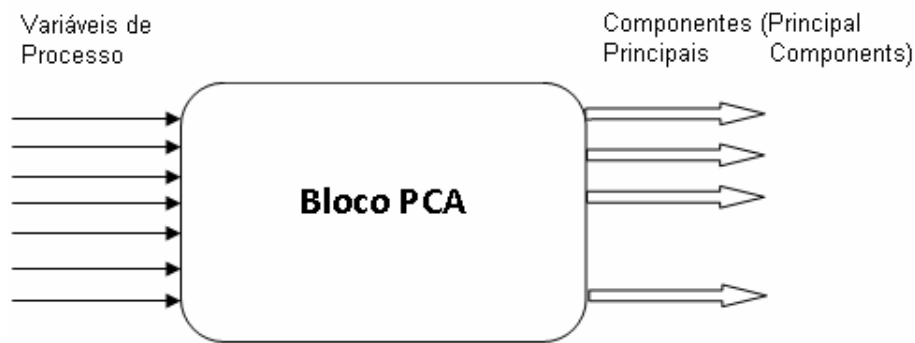 Variáveis de
Processo
Componentes (Principal
Principais Components)
Bloco PCA